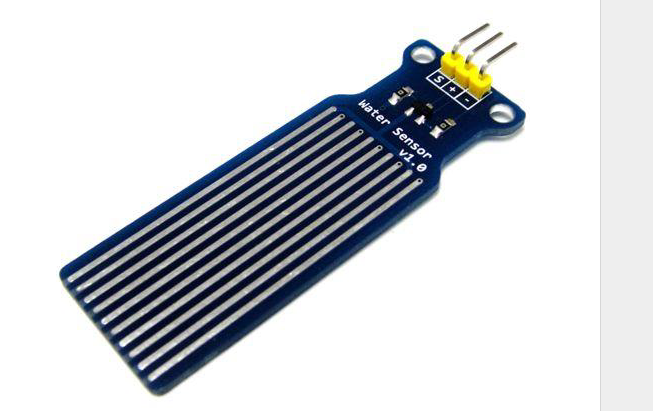 S + -
Water Sensor
v1.0